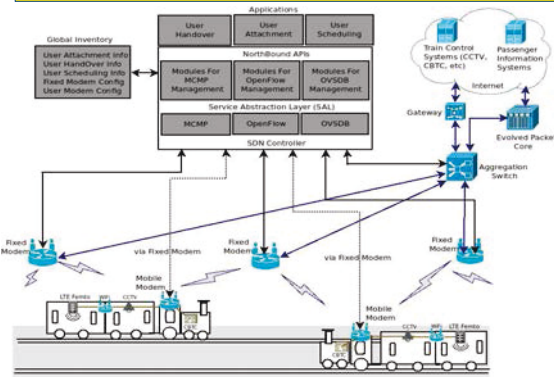 Applications
Global Inventory
User Attachment Info
User HandOver Info
User Scheduling Info
Fixed Modem Config
User Modem Config
User
Handover
User
Attachment
User
Scheduling
NorthBound APIs
Modules For
MCMP
Management
Modules For
OpenFlow
Management
Modules For
OVSDB
Management
Service Abstraction Layer (SAL)
MCMP
OpenFlow
OVSDB
SDN Controller
Train Control
Systems (CCTV,
CBTC, etc)
Passenger
Information
Systems
Internet
Gateway
Evolved Packe
Core
Aggregation
Switch
Fixed
Modem
via Fixed Modem
Fixed
Modem
via Fixed Modem
Fixed
Modem
Mobile
Modem
LTE Femto
WiFi
CCTV
CBTC
Mobile
Modem
CBTC
CCTV
WiFi
LTE Femto